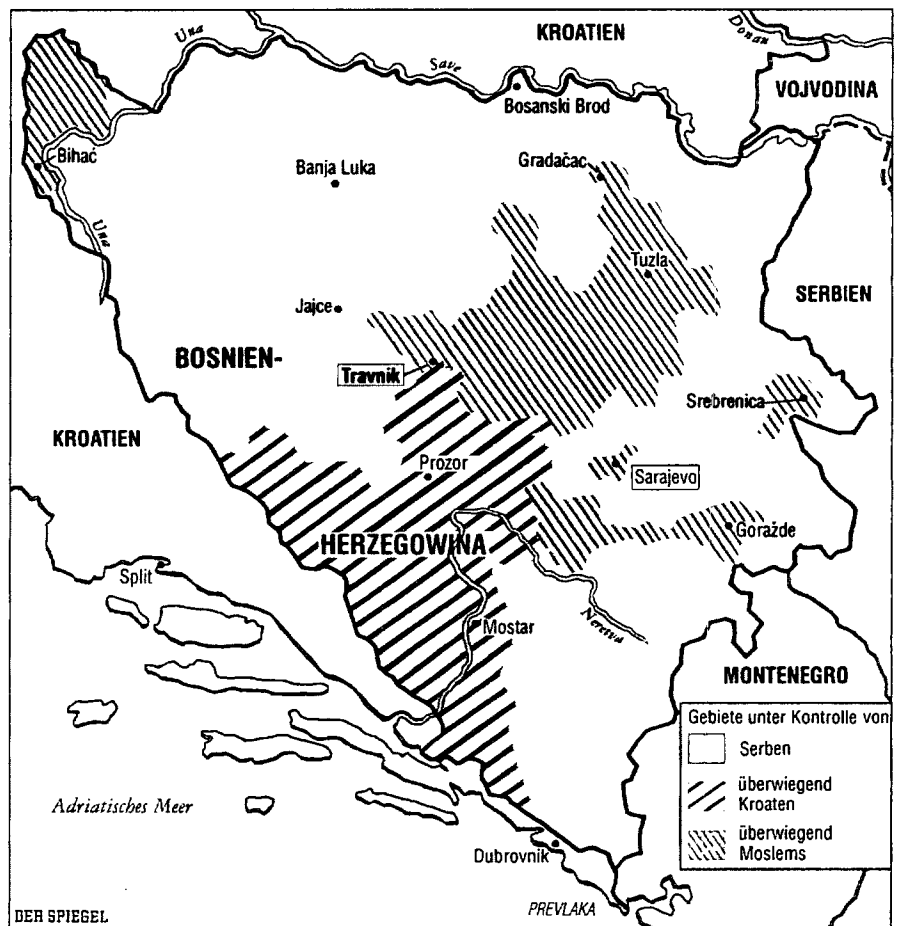 KROATIEN
Donau
Una
Save
VOJVODINA
Bosanski Brod
Bihać
Banja Luka
Gradačac
Una
Tuzla
SERBIEN
Jajce
BOSNIEN-
Travnik
Srebrenica
KROATIEN
Prozor
Sarajevo
HERZEGOWINA
Goražde
Split
Neretva
Mostar
MONTENEGRO
Gebiete unter Kontrolle von
Serben
überwiegend
Kroaten
überwiegend
Moslems
Adriatisches Meer
Dubrovnik
PREVLAKA
DER SPIEGEL